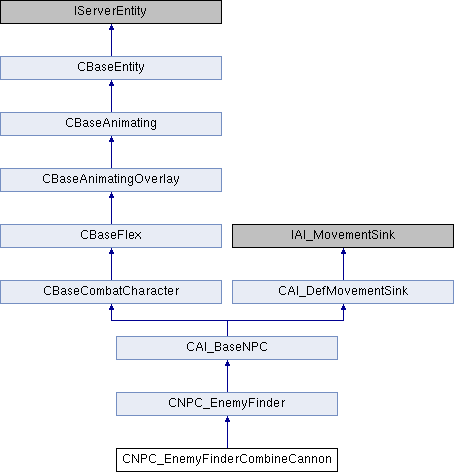 IServerEntity
CBaseEntity
CBaseAnimating
CBaseAnimatingOverlay
CBaseFlex
IAI_MovementSink
CBaseCombatCharacter
CAI_DefMovementSink
CAI_BaseNPC
CNPC_EnemyFinder
CNPC_EnemyFinderCombineCannon